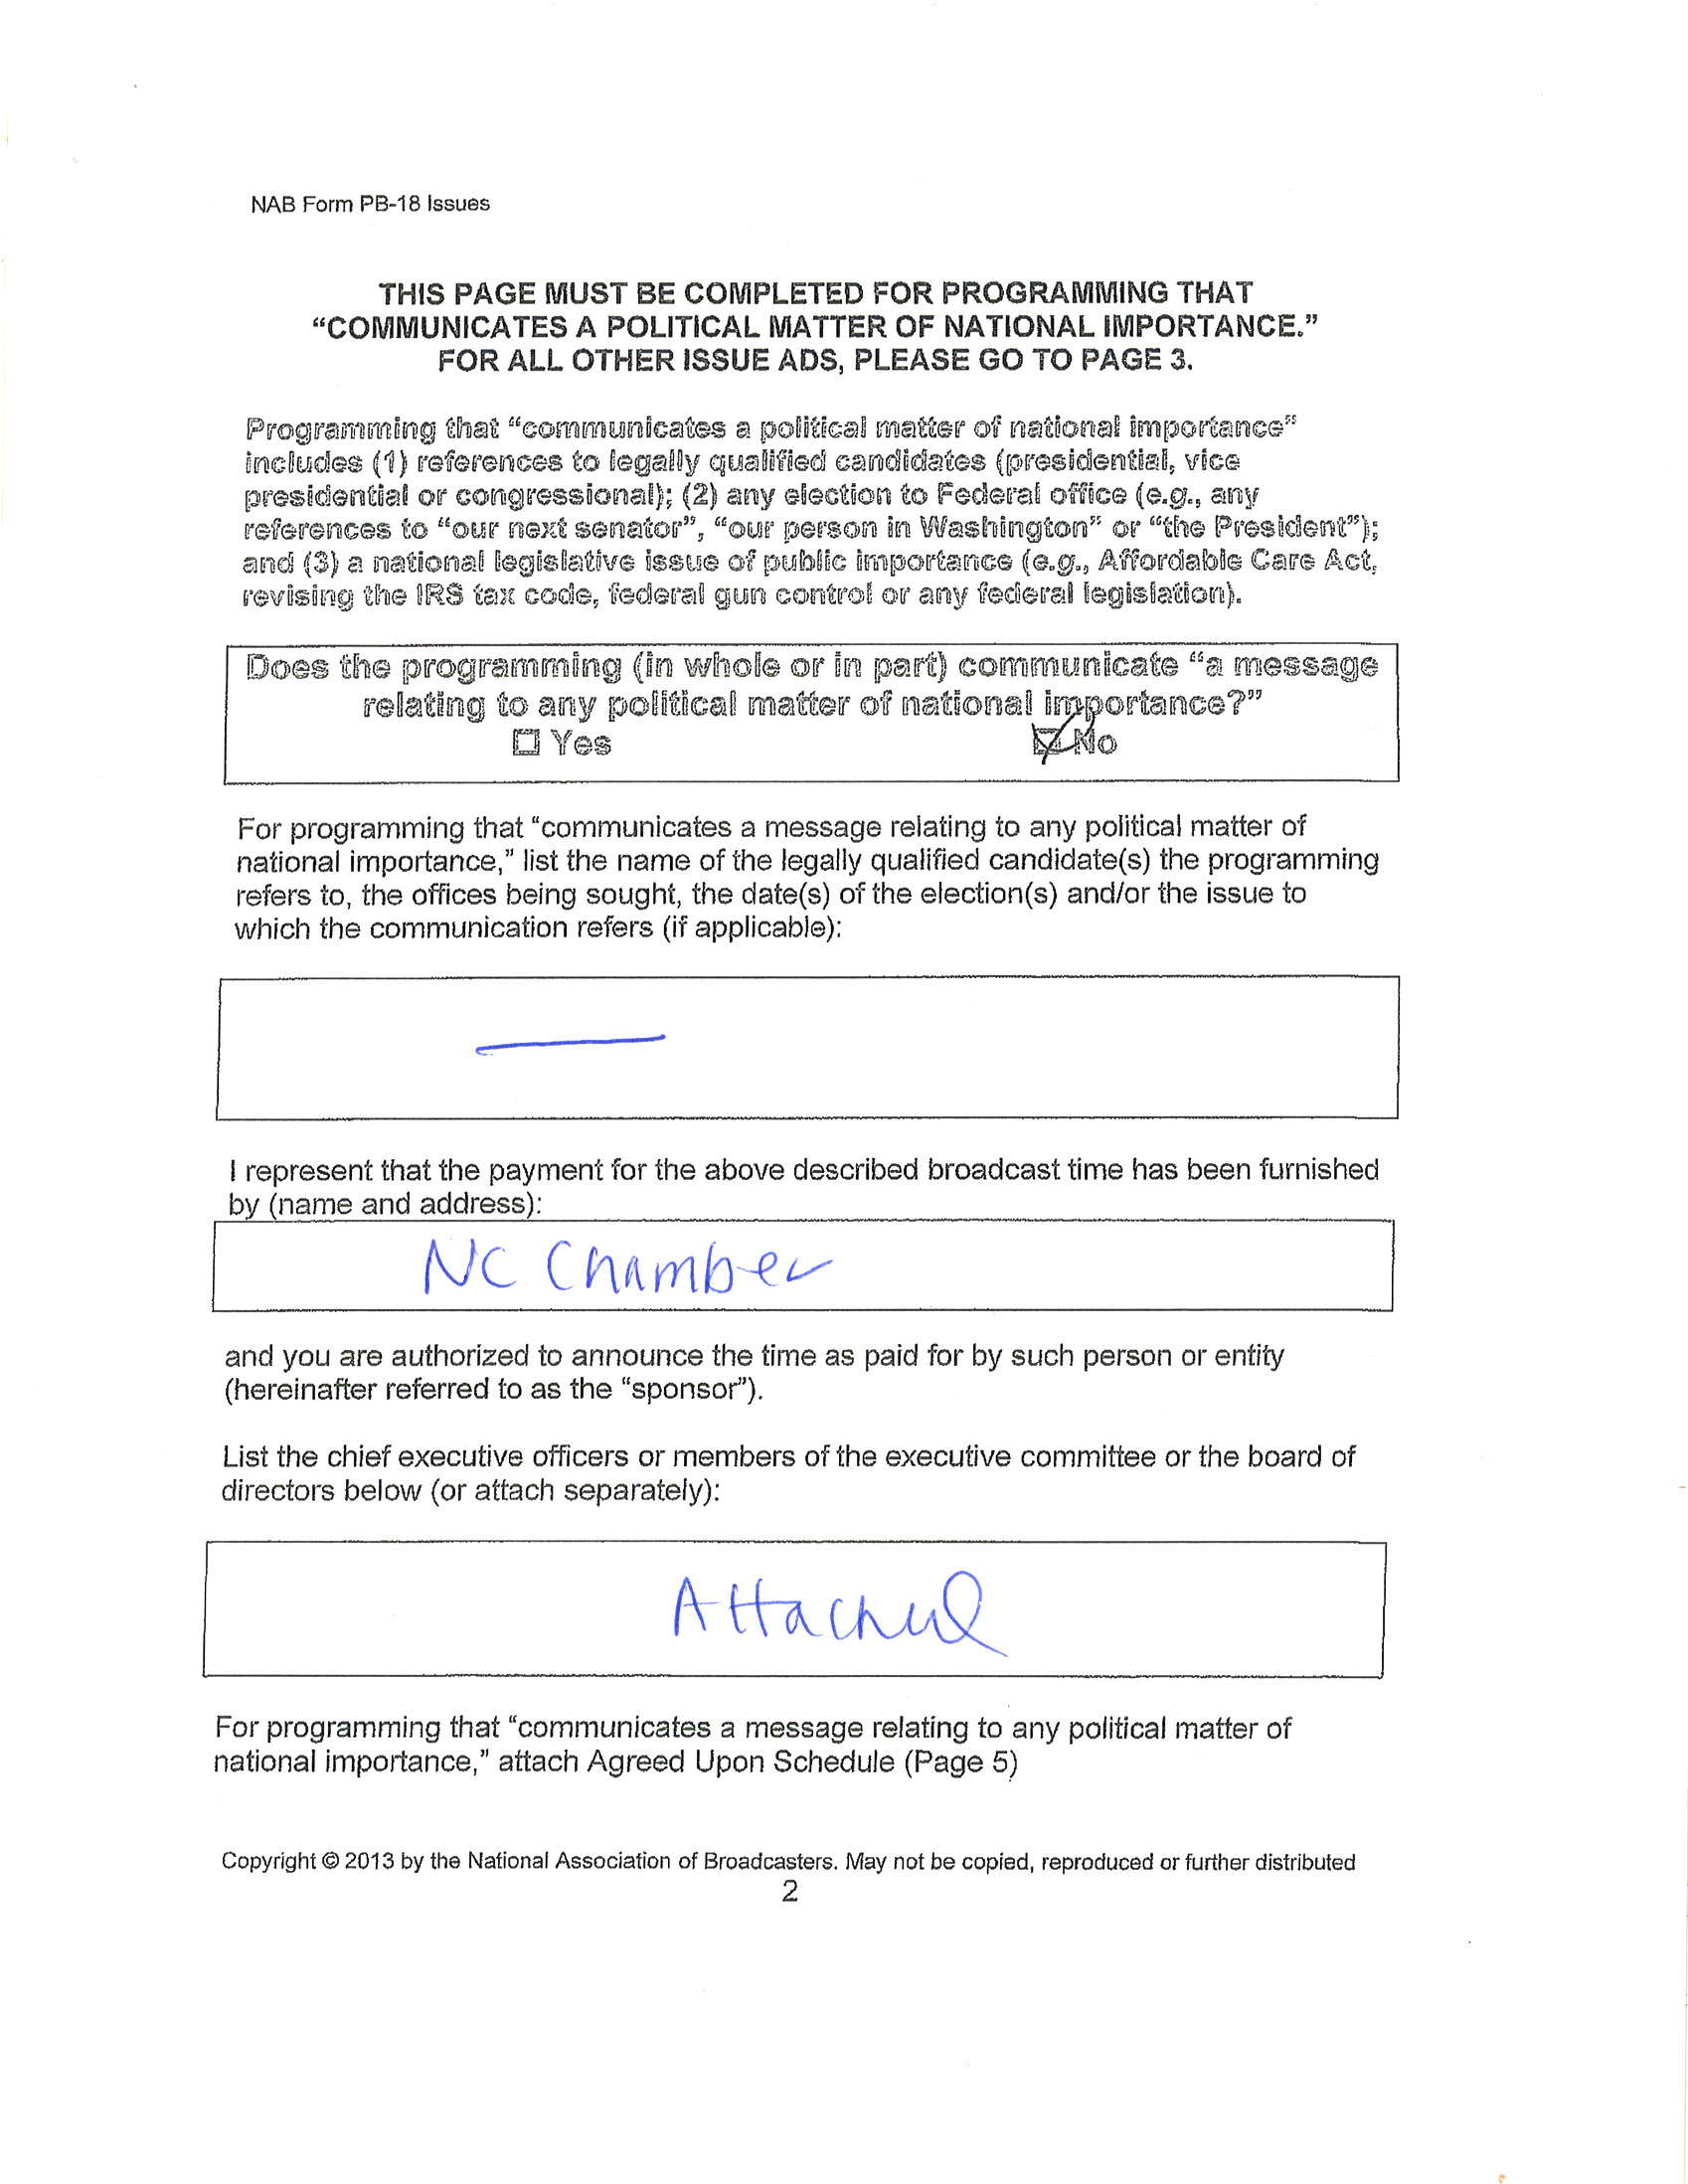 NAB Form PB-18 Issues
THIS PAGE MUST BE COMPLETED FOR PROGRAMMING THAT
“COMMUNICATES A POLITICAL MATTER OF NATIONAL IMPORTANCE.”
FOR ALL OTHER ISSUE ADS, PLEASE GO TO PAGE 3.
Programming that “communicates a political matter of national importance”
includes (1) references to legally qualified candidates (presidential, vice
presidential or congressional); (2) any election to Federal office (e.g., any
references to “our next senator”, “our person in Washington” or “the President”);
and (3) a national legislative issue of public importance (e.g., Affordable Care Act,
revising the IRS tax code, federal gun control or any federal legislation).
Does the programming (in whole or in part) communicate “a message
relating to any political matter of national importance?”
☐ Yes ☑ No
For programming that “communicates a message relating to any political matter of
national importance,” list the name of the legally qualified candidate(s) the programming
refers to, the offices being sought, the date(s) of the election(s) and/or the issue to
which the communication refers (if applicable):
—
I represent that the payment for the above described broadcast time has been furnished
by (name and address):
NC Chamber
and you are authorized to announce the time as paid for by such person or entity
(hereinafter referred to as the “sponsor”).
List the chief executive officers or members of the executive committee or the board of
directors below (or attach separately):
Attached
For programming that “communicates a message relating to any political matter of
national importance,” attach Agreed Upon Schedule (Page 5)
Copyright © 2013 by the National Association of Broadcasters. May not be copied, reproduced or further distributed
2